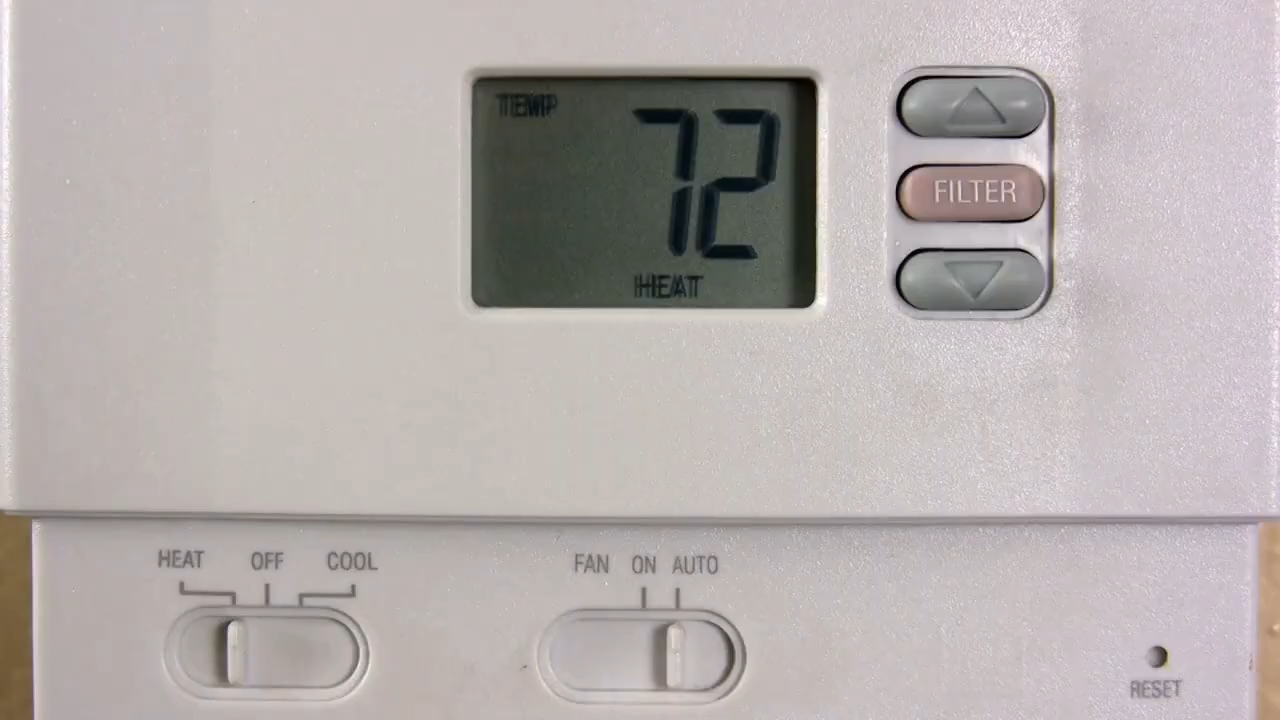 TEMP
72
HEAT
FILTER
HEAT OFF COOL
FAN ON AUTO
RESET